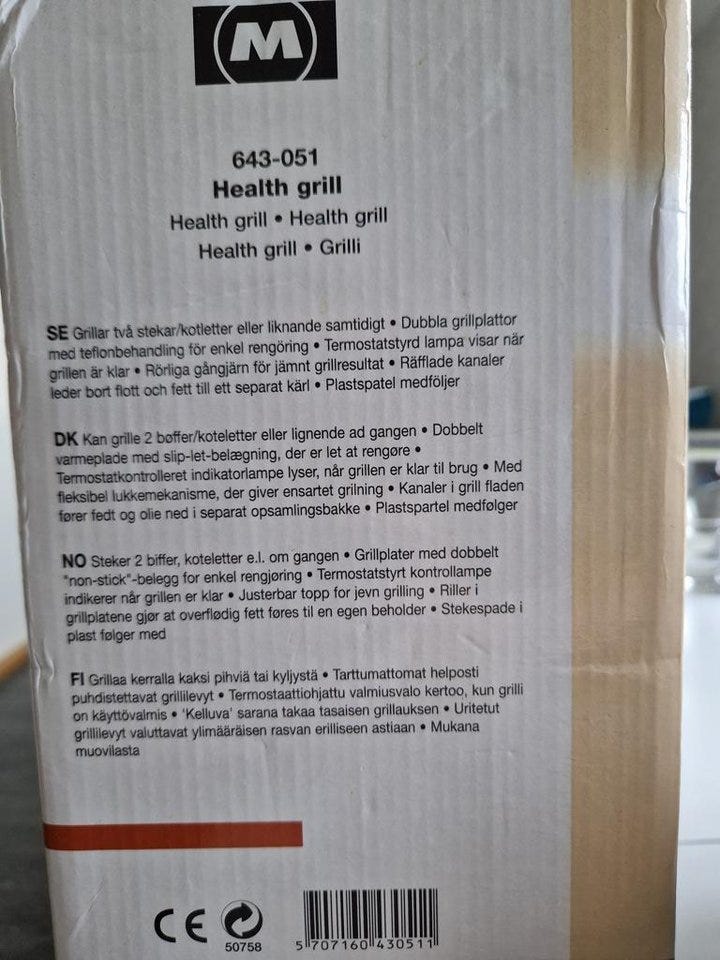 M
643-051
Health grill
Health grill • Health grill
Health grill • Grilli
SE Grillar två stekar/kotletter eller liknande samtidigt • Dubbla grillplattor
med teflonbehandling för enkel rengöring • Termostatstyrd lampa visar när
grillen är klar • Rörliga gångjärn för jämnt grillresultat • Räfflade kanaler
leder bort flott och fett till ett separat kärl • Plastspatel medföljer
DK Kan grille 2 bøffer/koteletter eller lignende ad gangen • Dobbelt
varmeplade med slip-let-belægning, der er let at rengøre •
Termostatkontrolleret indikatorlampe lyser, når grillen er klar til brug • Med
fleksibel lukkemekanisme, der giver ensartet grilning • Kanaler i grill fladen
fører fedt og olie ned i separat opsamlingsbakke • Plastspartel medfølger
NO Steker 2 biffer, koteletter e.l. om gangen • Grillplater med dobbelt
"non-stick"-belegg for enkel rengjøring • Termostatstyrt kontrollampe
indikerer når grillen er klar • Justerbar topp for jevn grilling • Riller i
grillplatene gjør at overflødig fett føres til en egen beholder • Stekespade i
plast følger med
FI Grillaa kerralla kaksi pihviä tai kyljystä • Tarttumattomat helposti
puhdistettavat grillilevyt • Termostaattiohjattu valmiusvalo kertoo, kun grilli
on käyttövalmis • 'Kelluva' sarana takaa tasaisen grillauksen • Uritetut
grillilevyt valuttavat ylimääräisen rasvan erilliseen astiaan • Mukana
muovilasta
CE
50758
5 707160 430511